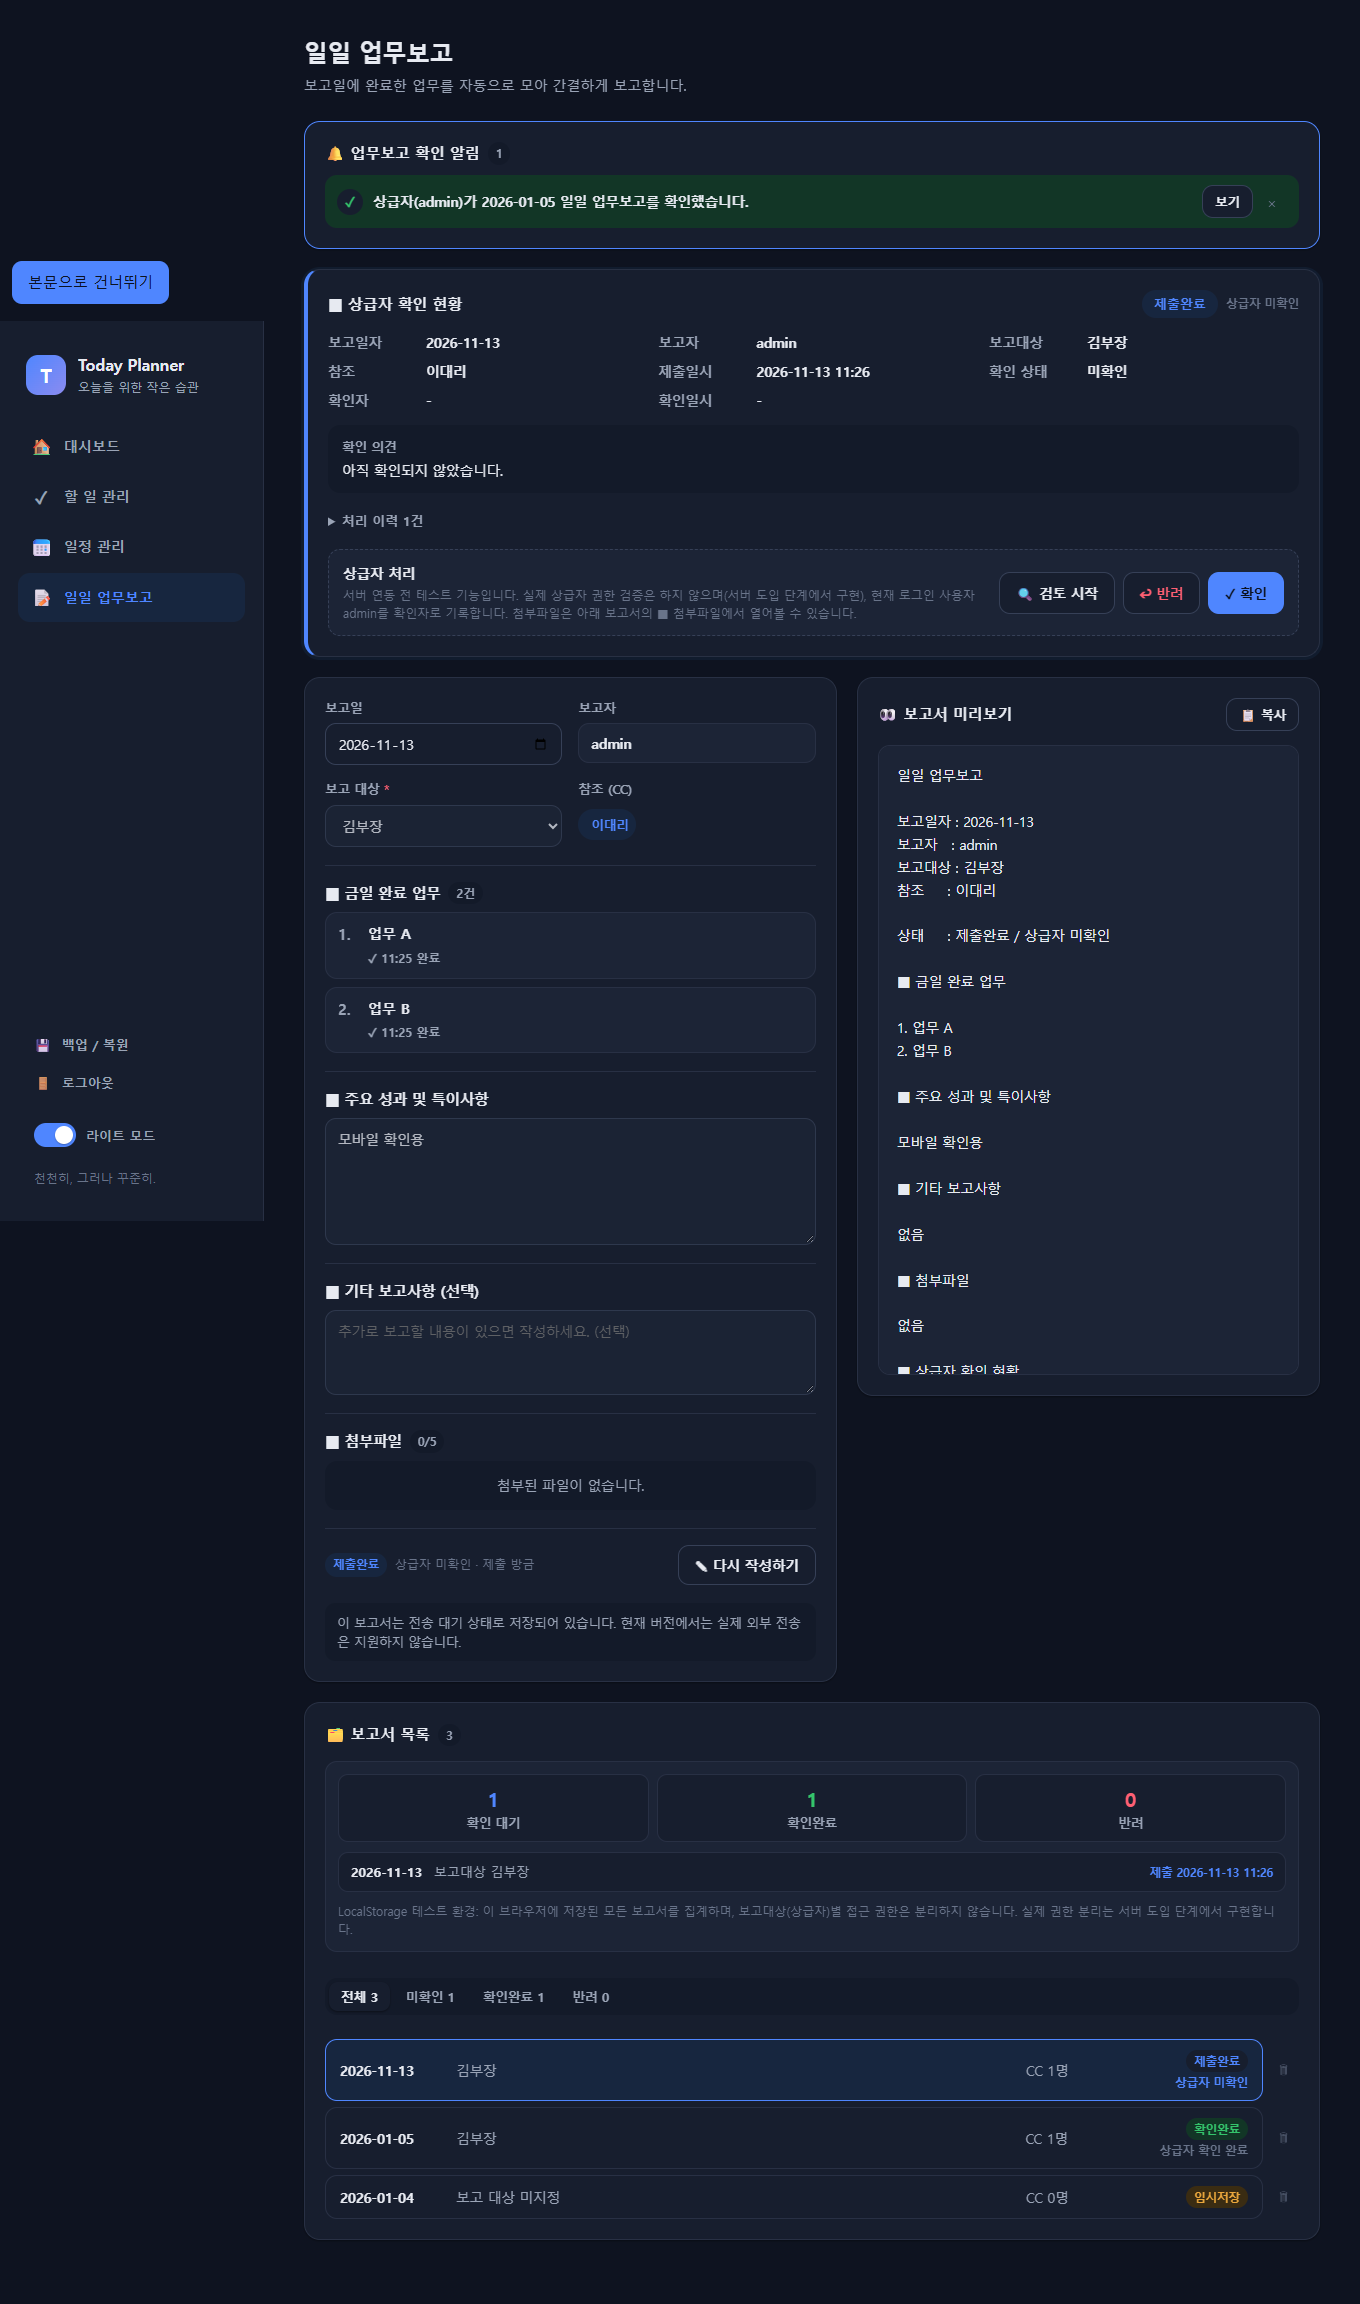 일일 업무보고
보고일에 완료한 업무를 자동으로 모아 간결하게 보고합니다.
업무보고 확인 알림 1
✓ 상급자(admin)가 2026-01-05 일일 업무보고를 확인했습니다. 보기 ×
본문으로 건너뛰기
T Today Planner
오늘을 위한 작은 습관
대시보드
✓ 할 일 관리
일정 관리
일일 업무보고
백업 / 복원
로그아웃
라이트 모드
천천히, 그러나 꾸준히.
■ 상급자 확인 현황 제출완료 상급자 미확인
보고일자 2026-11-13 보고자 admin 보고대상 김부장
참조 이대리 제출일시 2026-11-13 11:26 확인 상태 미확인
확인자 - 확인일시 -
확인 의견
아직 확인되지 않았습니다.
▶ 처리 이력 1건
상급자 처리
서버 연동 전 테스트 기능입니다. 실제 상급자 권한 검증은 하지 않으며(서버 도입 단계에서 구현), 현재 로그인 사용자
admin를 확인자로 기록합니다. 첨부파일은 아래 보고서의 ■ 첨부파일에서 열어볼 수 있습니다.
검토 시작 ↩ 반려 ✓ 확인
보고일 보고자
2026-11-13 admin
보고 대상 * 참조 (CC)
김부장 이대리
■ 금일 완료 업무 2건
1. 업무 A
✓ 11:25 완료
2. 업무 B
✓ 11:25 완료
■ 주요 성과 및 특이사항
모바일 확인용
■ 기타 보고사항 (선택)
추가로 보고할 내용이 있으면 작성하세요. (선택)
■ 첨부파일 0/5
첨부된 파일이 없습니다.
제출완료 상급자 미확인 · 제출 방금 다시 작성하기
이 보고서는 전송 대기 상태로 저장되어 있습니다. 현재 버전에서는 실제 외부 전송
은 지원하지 않습니다.
보고서 미리보기 복사
일일 업무보고
보고일자 : 2026-11-13
보고자 : admin
보고대상 : 김부장
참조 : 이대리
상태 : 제출완료 / 상급자 미확인
■ 금일 완료 업무
1. 업무 A
2. 업무 B
■ 주요 성과 및 특이사항
모바일 확인용
■ 기타 보고사항
없음
■ 첨부파일
없음
■ 상급자 확인 현황
보고서 목록 3
1
확인 대기
1
확인완료
0
반려
2026-11-13 보고대상 김부장 제출 2026-11-13 11:26
LocalStorage 테스트 환경: 이 브라우저에 저장된 모든 보고서를 집계하며, 보고대상(상급자)별 접근 권한은 분리하지 않습니다. 실제 권한 분리는 서버 도입 단계에서 구현합니
다.
전체 3 미확인 1 확인완료 1 반려 0
2026-11-13 김부장 CC 1명 제출완료
상급자 미확인
2026-01-05 김부장 CC 1명 확인완료
상급자 확인 완료
2026-01-04 보고 대상 미지정 CC 0명 임시저장